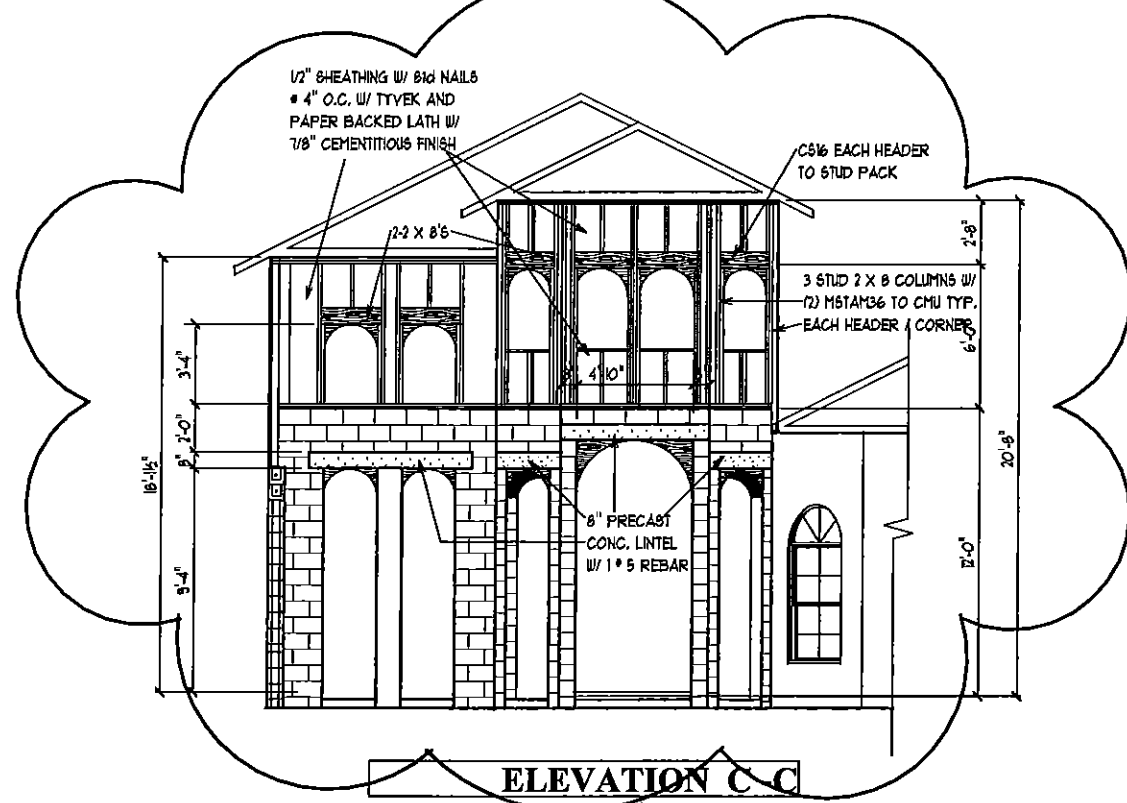 1/2" SHEATHING W/ 8id NAILS
@ 4" O.C. W/ TYVEK AND
PAPER BACKED LATH W/
7/8" CEMENTITIOUS FINISH
CS16 EACH HEADER
TO STUD PACK
2-2 X 8'S
3 STUD 2 X 8 COLUMNS W/
(2) MSTAM36 TO CMU TYP.
EACH HEADER / CORNER
2'-8"
6'-0"
12'-0"
20'-8"
3'-4"
2'-0"
8"
9'-4"
18'-1 1/2"
4'-10"
8" PRECAST
CONC. LINTEL
W/ 1 # 5 REBAR
ELEVATION C-C